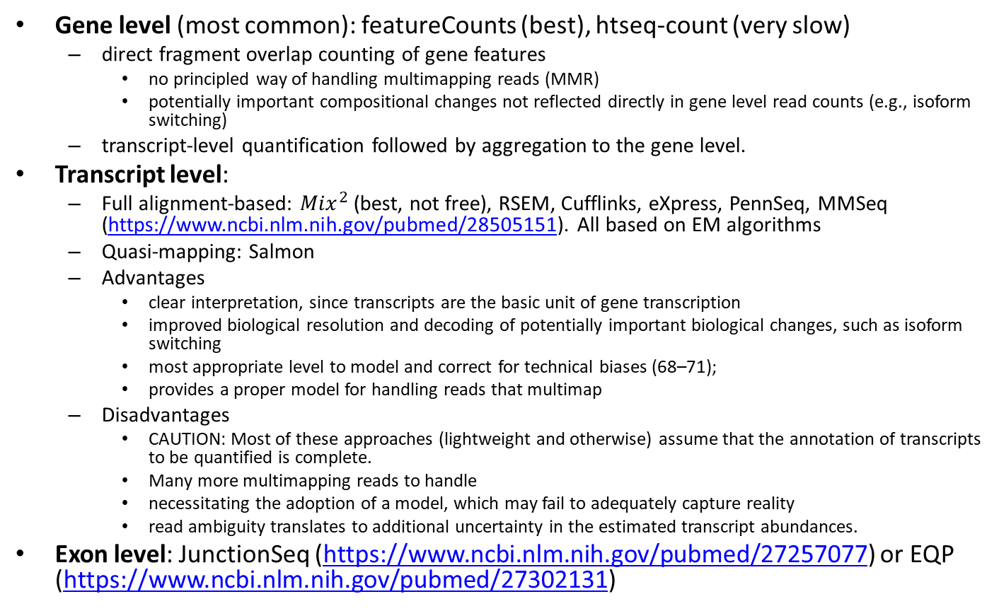 • Gene level (most common): featureCounts (best), htseq-count (very slow)
– direct fragment overlap counting of gene features
• no principled way of handling multimapping reads (MMR)
• potentially important compositional changes not reflected directly in gene level read counts (e.g., isoform
switching)
– transcript-level quantification followed by aggregation to the gene level.
• Transcript level:
– Full alignment-based: Mix² (best, not free), RSEM, Cufflinks, eXpress, PennSeq, MMSeq
(https://www.ncbi.nlm.nih.gov/pubmed/28505151). All based on EM algorithms
– Quasi-mapping: Salmon
– Advantages
• clear interpretation, since transcripts are the basic unit of gene transcription
• improved biological resolution and decoding of potentially important biological changes, such as isoform
switching
• most appropriate level to model and correct for technical biases (68–71);
• provides a proper model for handling reads that multimap
– Disadvantages
• CAUTION: Most of these approaches (lightweight and otherwise) assume that the annotation of transcripts
to be quantified is complete.
• Many more multimapping reads to handle
• necessitating the adoption of a model, which may fail to adequately capture reality
• read ambiguity translates to additional uncertainty in the estimated transcript abundances.
• Exon level: JunctionSeq (https://www.ncbi.nlm.nih.gov/pubmed/27257077) or EQP
(https://www.ncbi.nlm.nih.gov/pubmed/27302131)